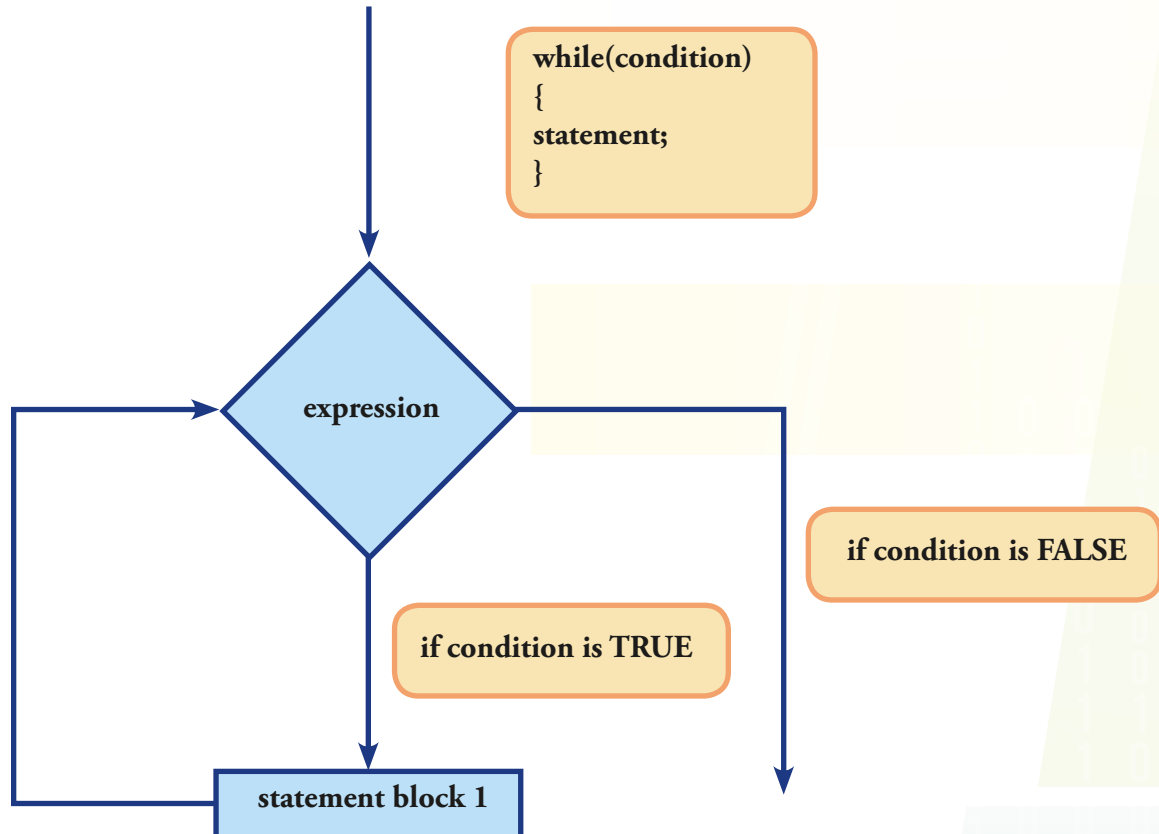 while(condition)
{
statement;
}
expression
if condition is FALSE
if condition is TRUE
statement block 1